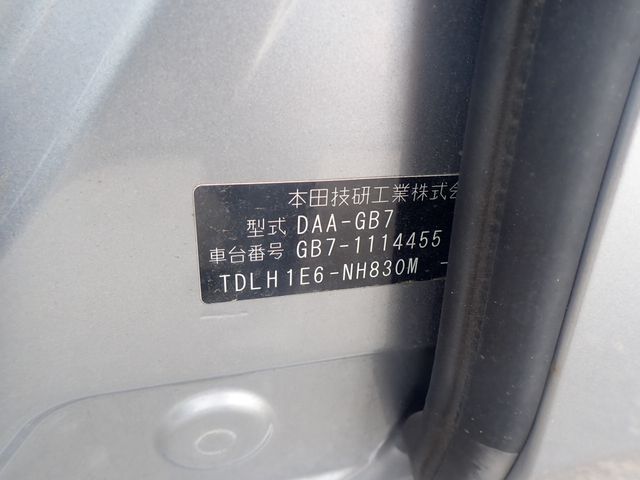 本田技研工業株式会
型式 DAA-GB7
車台番号 GB7-1114455
TDLH1E6-NH830M -